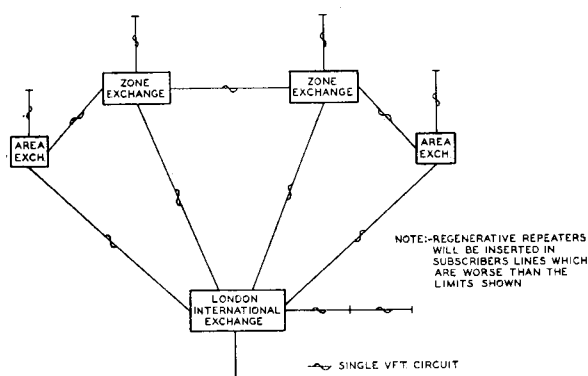 ZONE
EXCHANGE
ZONE
EXCHANGE
AREA
EXCH.
AREA
EXCH.
NOTE:-REGENERATIVE REPEATERS
WILL BE INSERTED IN
SUBSCRIBERS LINES WHICH
ARE WORSE THAN THE
LIMITS SHOWN
LONDON
INTERNATIONAL
EXCHANGE
SINGLE V.F.T. CIRCUIT